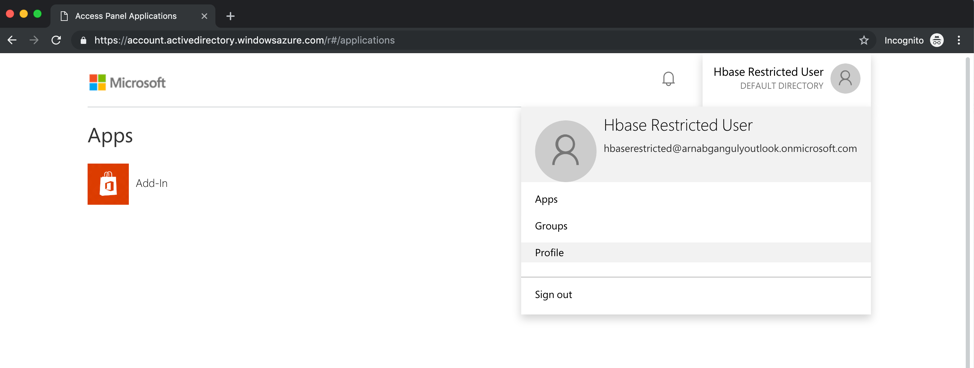 Access Panel Applications
https://account.activedirectory.windowsazure.com/r#/applications
Incognito
Microsoft
Hbase Restricted User
DEFAULT DIRECTORY
Apps
Add-In
Hbase Restricted User
hbaserestricted@arnabgangulyoutlook.onmicrosoft.com
Apps
Groups
Profile
Sign out